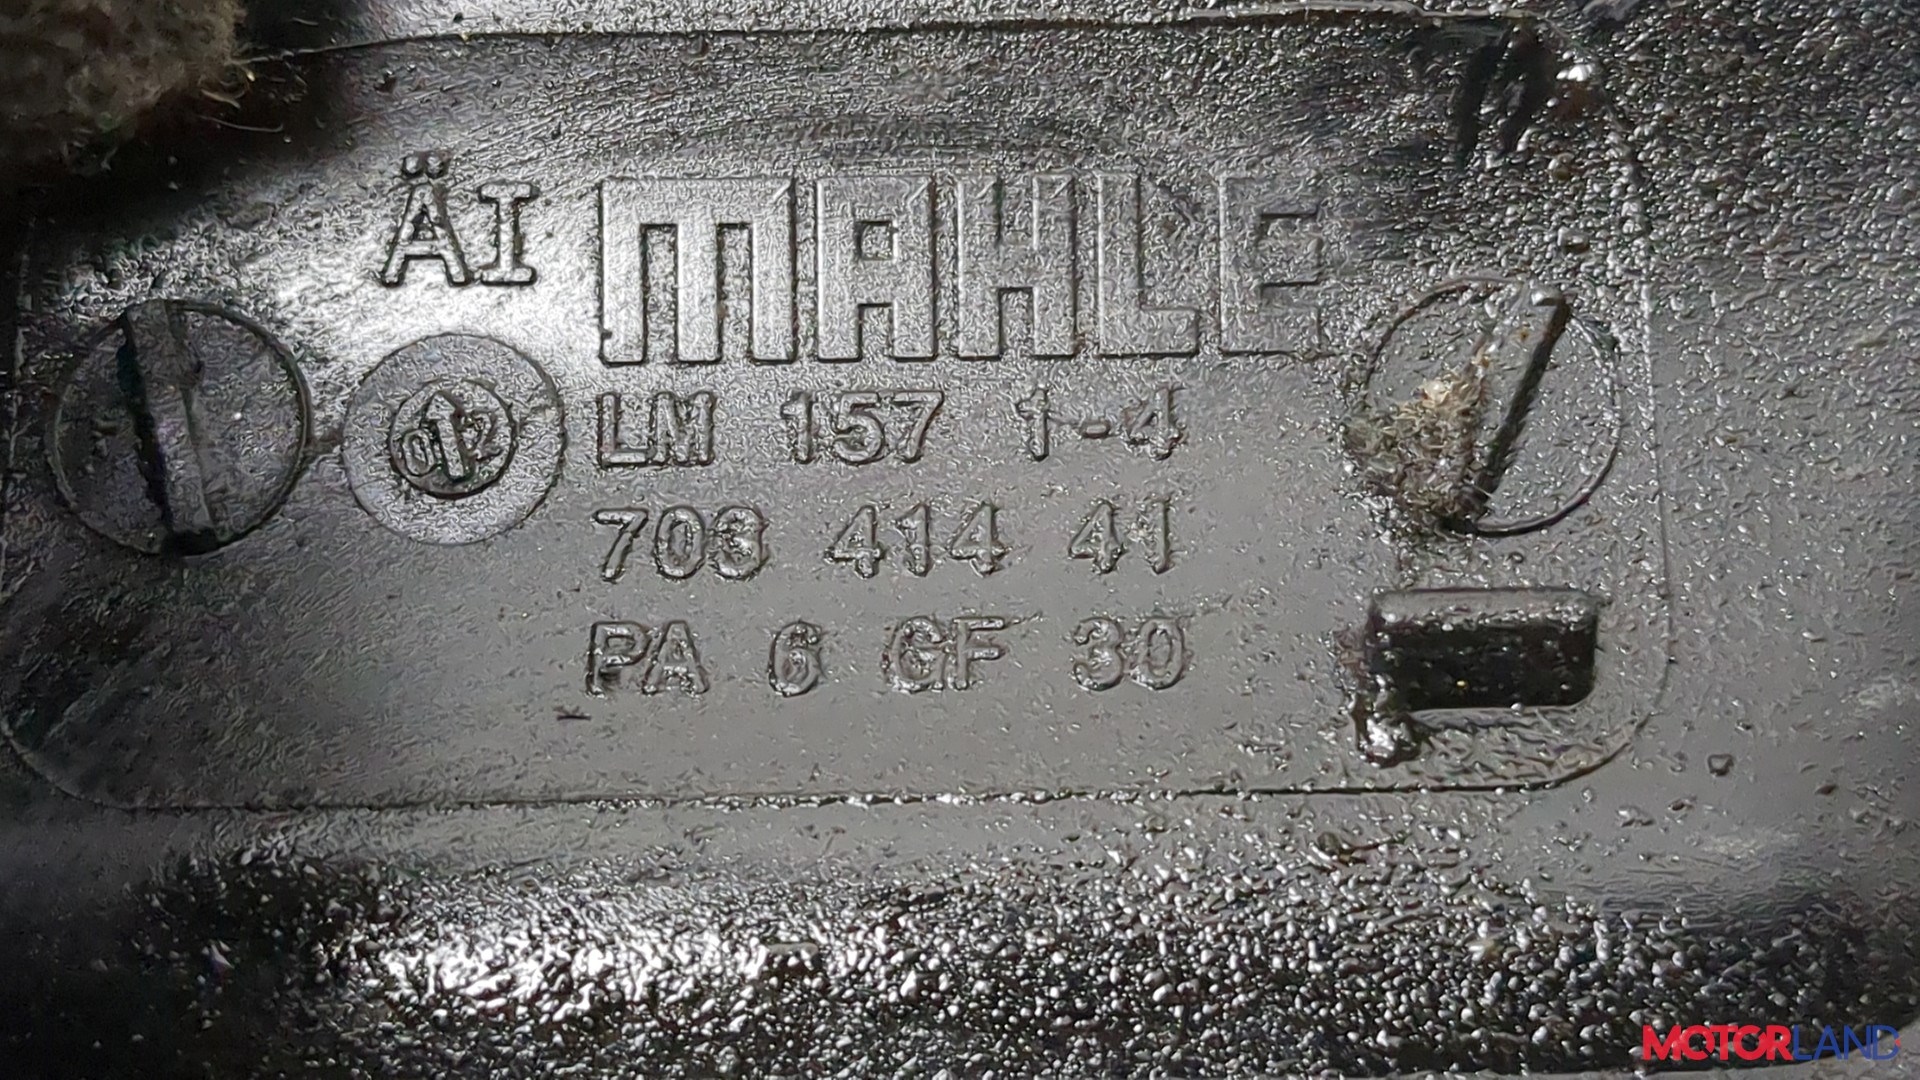 ÄI MAHLE
012
LM 157 1-4
703 414 41
PA 6 GF 30
MOTORLAND